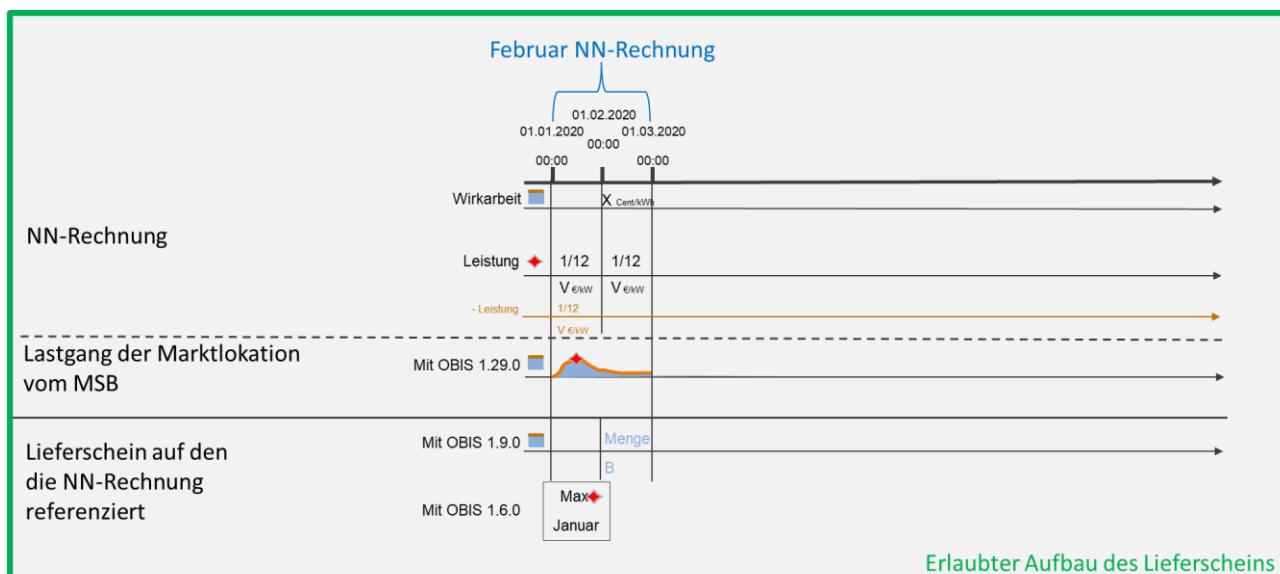 Februar NN-Rechnung
01.02.2020
01.01.2020 01.03.2020
00:00
00:00 00:00
Wirkarbeit X Cent/kWh
NN-Rechnung
Leistung 1/12 1/12
V €/kW V €/kW
- Leistung 1/12
V €/kW
Lastgang der Marktlokation
vom MSB
Mit OBIS 1.29.0
Lieferschein auf den
die NN-Rechnung
referenziert
Mit OBIS 1.9.0 Menge
B
Mit OBIS 1.6.0
Max
Januar
Erlaubter Aufbau des Lieferscheins